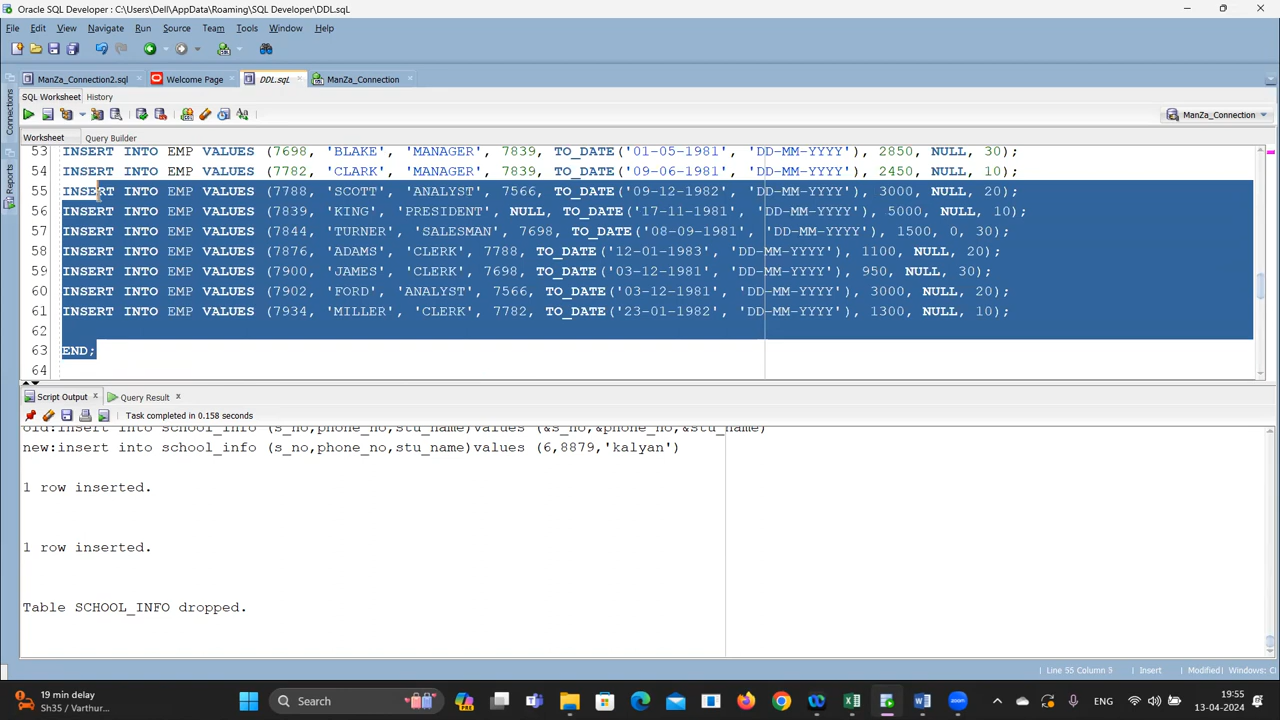 Oracle SQL Developer : C:\Users\Dell\AppData\Roaming\SQL Developer\DDL.sqL
File Edit View Navigate Run Source Team Tools Window Help
ManZa_Connection2.sql Welcome Page DDL.sql ManZa_Connection
SQL Worksheet History
ManZa_Connection
Worksheet Query Builder
Connections
Reports
53 INSERT INTO EMP VALUES (7698, 'BLAKE', 'MANAGER', 7839, TO_DATE('01-05-1981', 'DD-MM-YYYY'), 2850, NULL, 30);
54 INSERT INTO EMP VALUES (7782, 'CLARK', 'MANAGER', 7839, TO_DATE('09-06-1981', 'DD-MM-YYYY'), 2450, NULL, 10);
55 INSERT INTO EMP VALUES (7788, 'SCOTT', 'ANALYST', 7566, TO_DATE('09-12-1982', 'DD-MM-YYYY'), 3000, NULL, 20);
56 INSERT INTO EMP VALUES (7839, 'KING', 'PRESIDENT', NULL, TO_DATE('17-11-1981', 'DD-MM-YYYY'), 5000, NULL, 10);
57 INSERT INTO EMP VALUES (7844, 'TURNER', 'SALESMAN', 7698, TO_DATE('08-09-1981', 'DD-MM-YYYY'), 1500, 0, 30);
58 INSERT INTO EMP VALUES (7876, 'ADAMS', 'CLERK', 7788, TO_DATE('12-01-1983', 'DD-MM-YYYY'), 1100, NULL, 20);
59 INSERT INTO EMP VALUES (7900, 'JAMES', 'CLERK', 7698, TO_DATE('03-12-1981', 'DD-MM-YYYY'), 950, NULL, 30);
60 INSERT INTO EMP VALUES (7902, 'FORD', 'ANALYST', 7566, TO_DATE('03-12-1981', 'DD-MM-YYYY'), 3000, NULL, 20);
61 INSERT INTO EMP VALUES (7934, 'MILLER', 'CLERK', 7782, TO_DATE('23-01-1982', 'DD-MM-YYYY'), 1300, NULL, 10);
62
63 END;
64
Script Output Query Result
Task completed in 0.158 seconds
old:insert into school_info (s_no,phone_no,stu_name)values (&s_no,&phone_no,&stu_name)
new:insert into school_info (s_no,phone_no,stu_name)values (6,8879,'kalyan')
1 row inserted.
1 row inserted.
Table SCHOOL_INFO dropped.
Line 55 Column 5 Insert Modified Windows: C
19 min delay
Sh35 / Varthur...
Search
ENG
19:55
13-04-2024